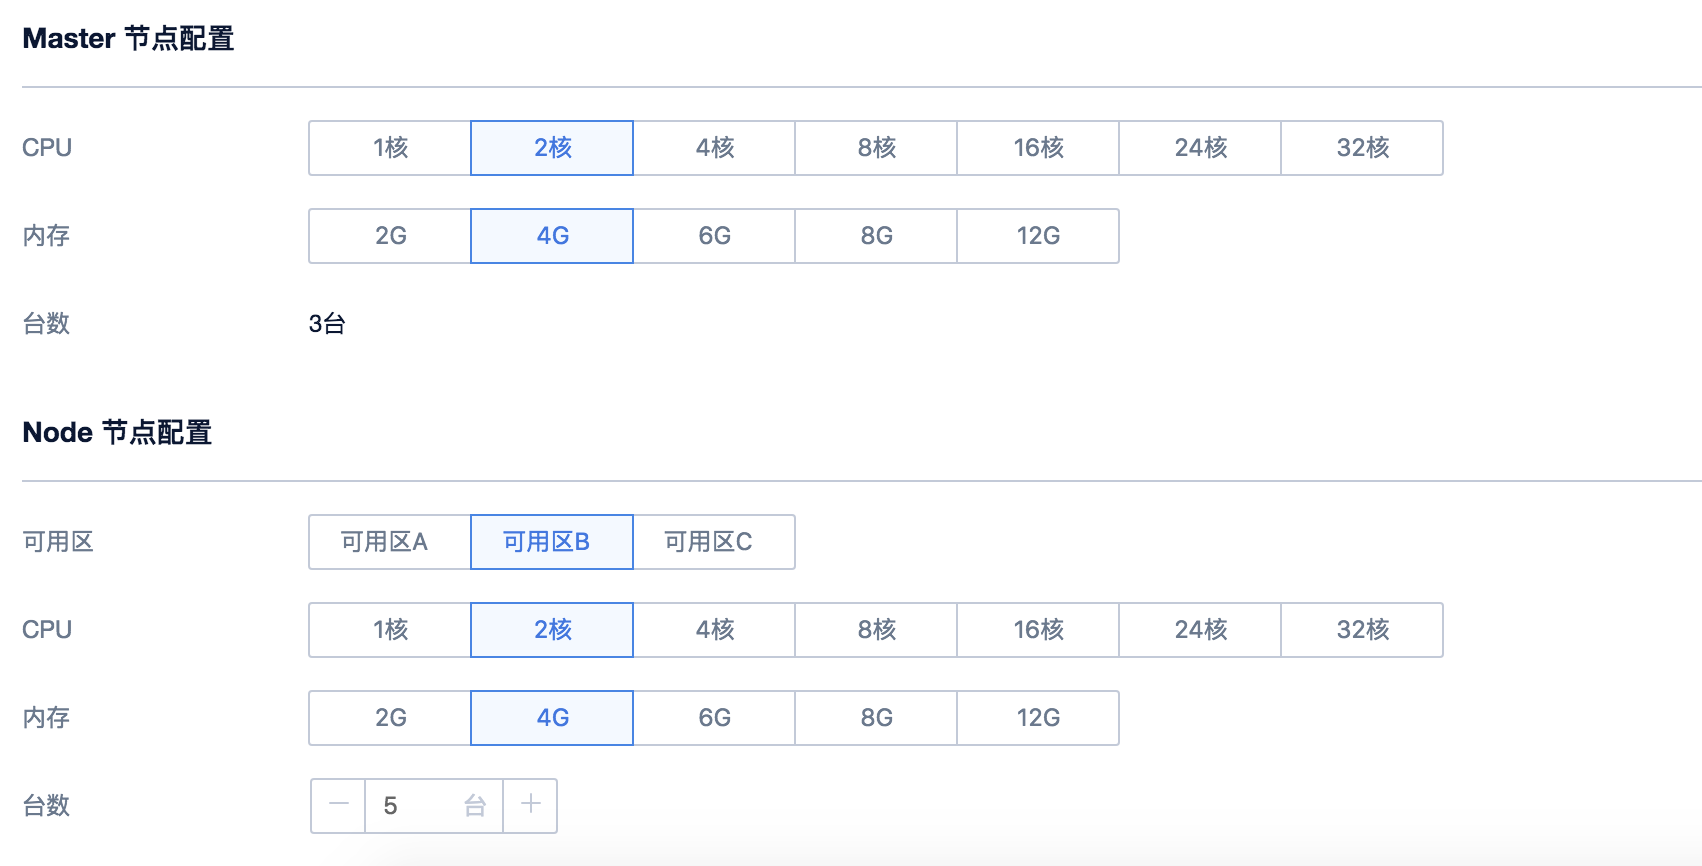 Master 节点配置
CPU 1核 2核 4核 8核 16核 24核 32核
内存 2G 4G 6G 8G 12G
台数 3台
Node 节点配置
可用区 可用区A 可用区B 可用区C
CPU 1核 2核 4核 8核 16核 24核 32核
内存 2G 4G 6G 8G 12G
台数 — 5 台 +